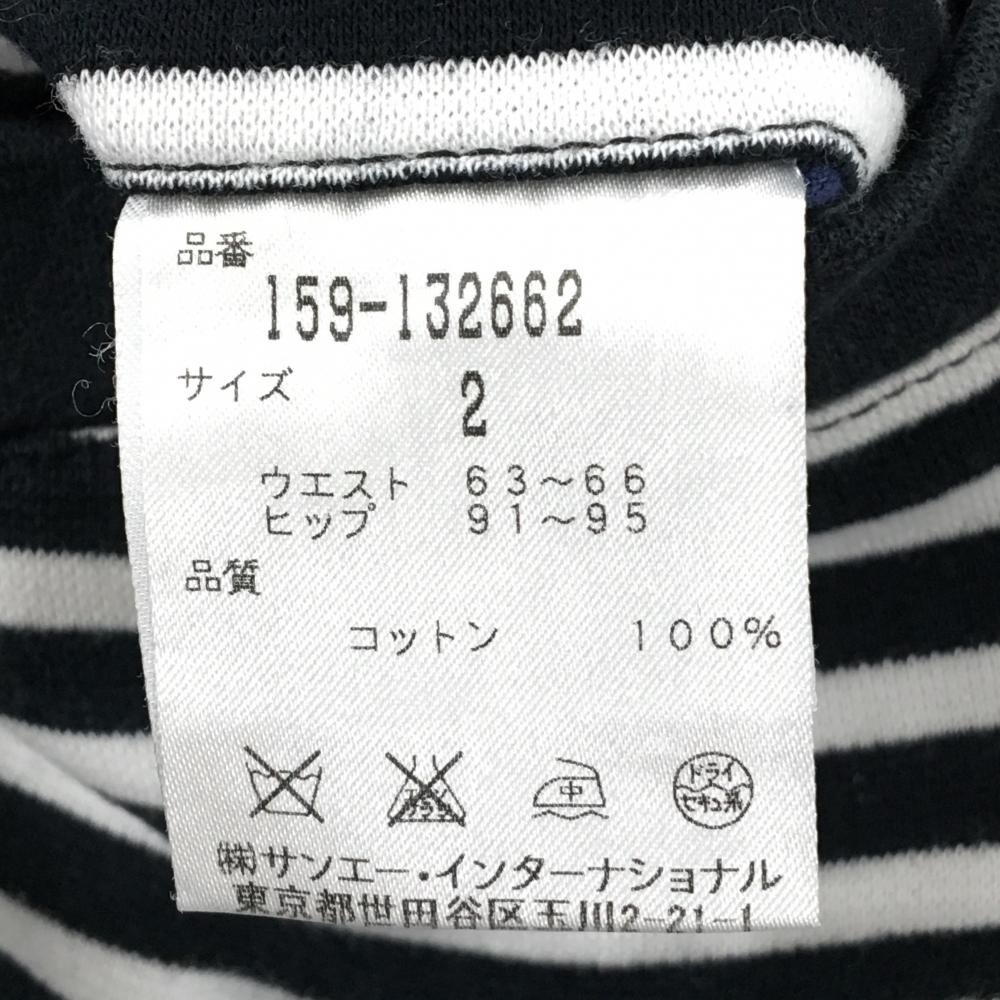 品番
159-132662
サイズ 2
ウエスト 63～66
ヒップ 91～95
品質
コットン 100%
中
ドライ
セキユ系
㈱サンエー・インターナショナル
東京都世田谷区玉川2-21-1